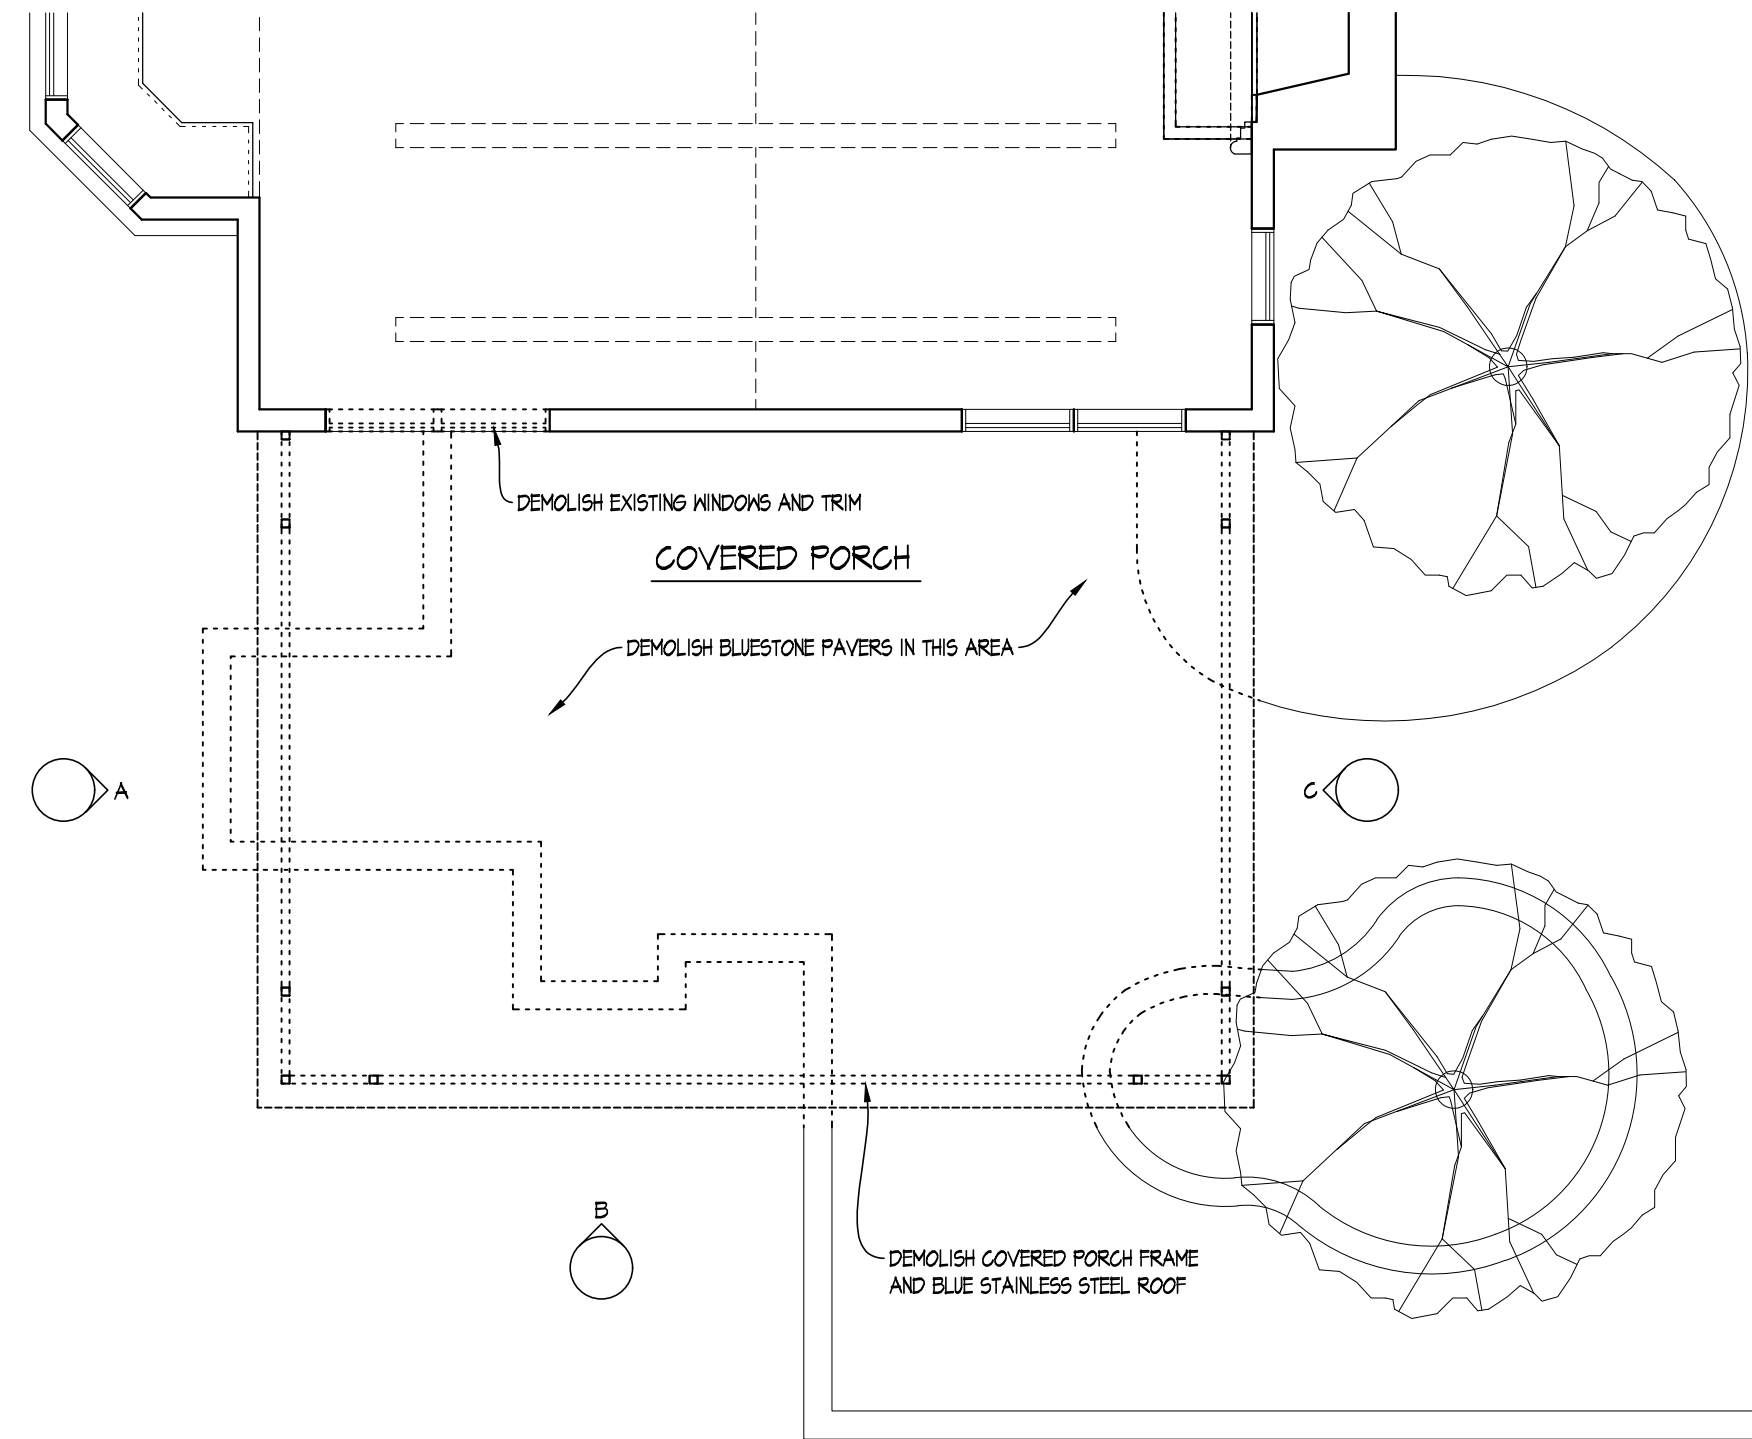 DEMOLISH EXISTING WINDOWS AND TRIM
COVERED PORCH
DEMOLISH BLUESTONE PAVERS IN THIS AREA
A
C
B
DEMOLISH COVERED PORCH FRAME
AND BLUE STAINLESS STEEL ROOF